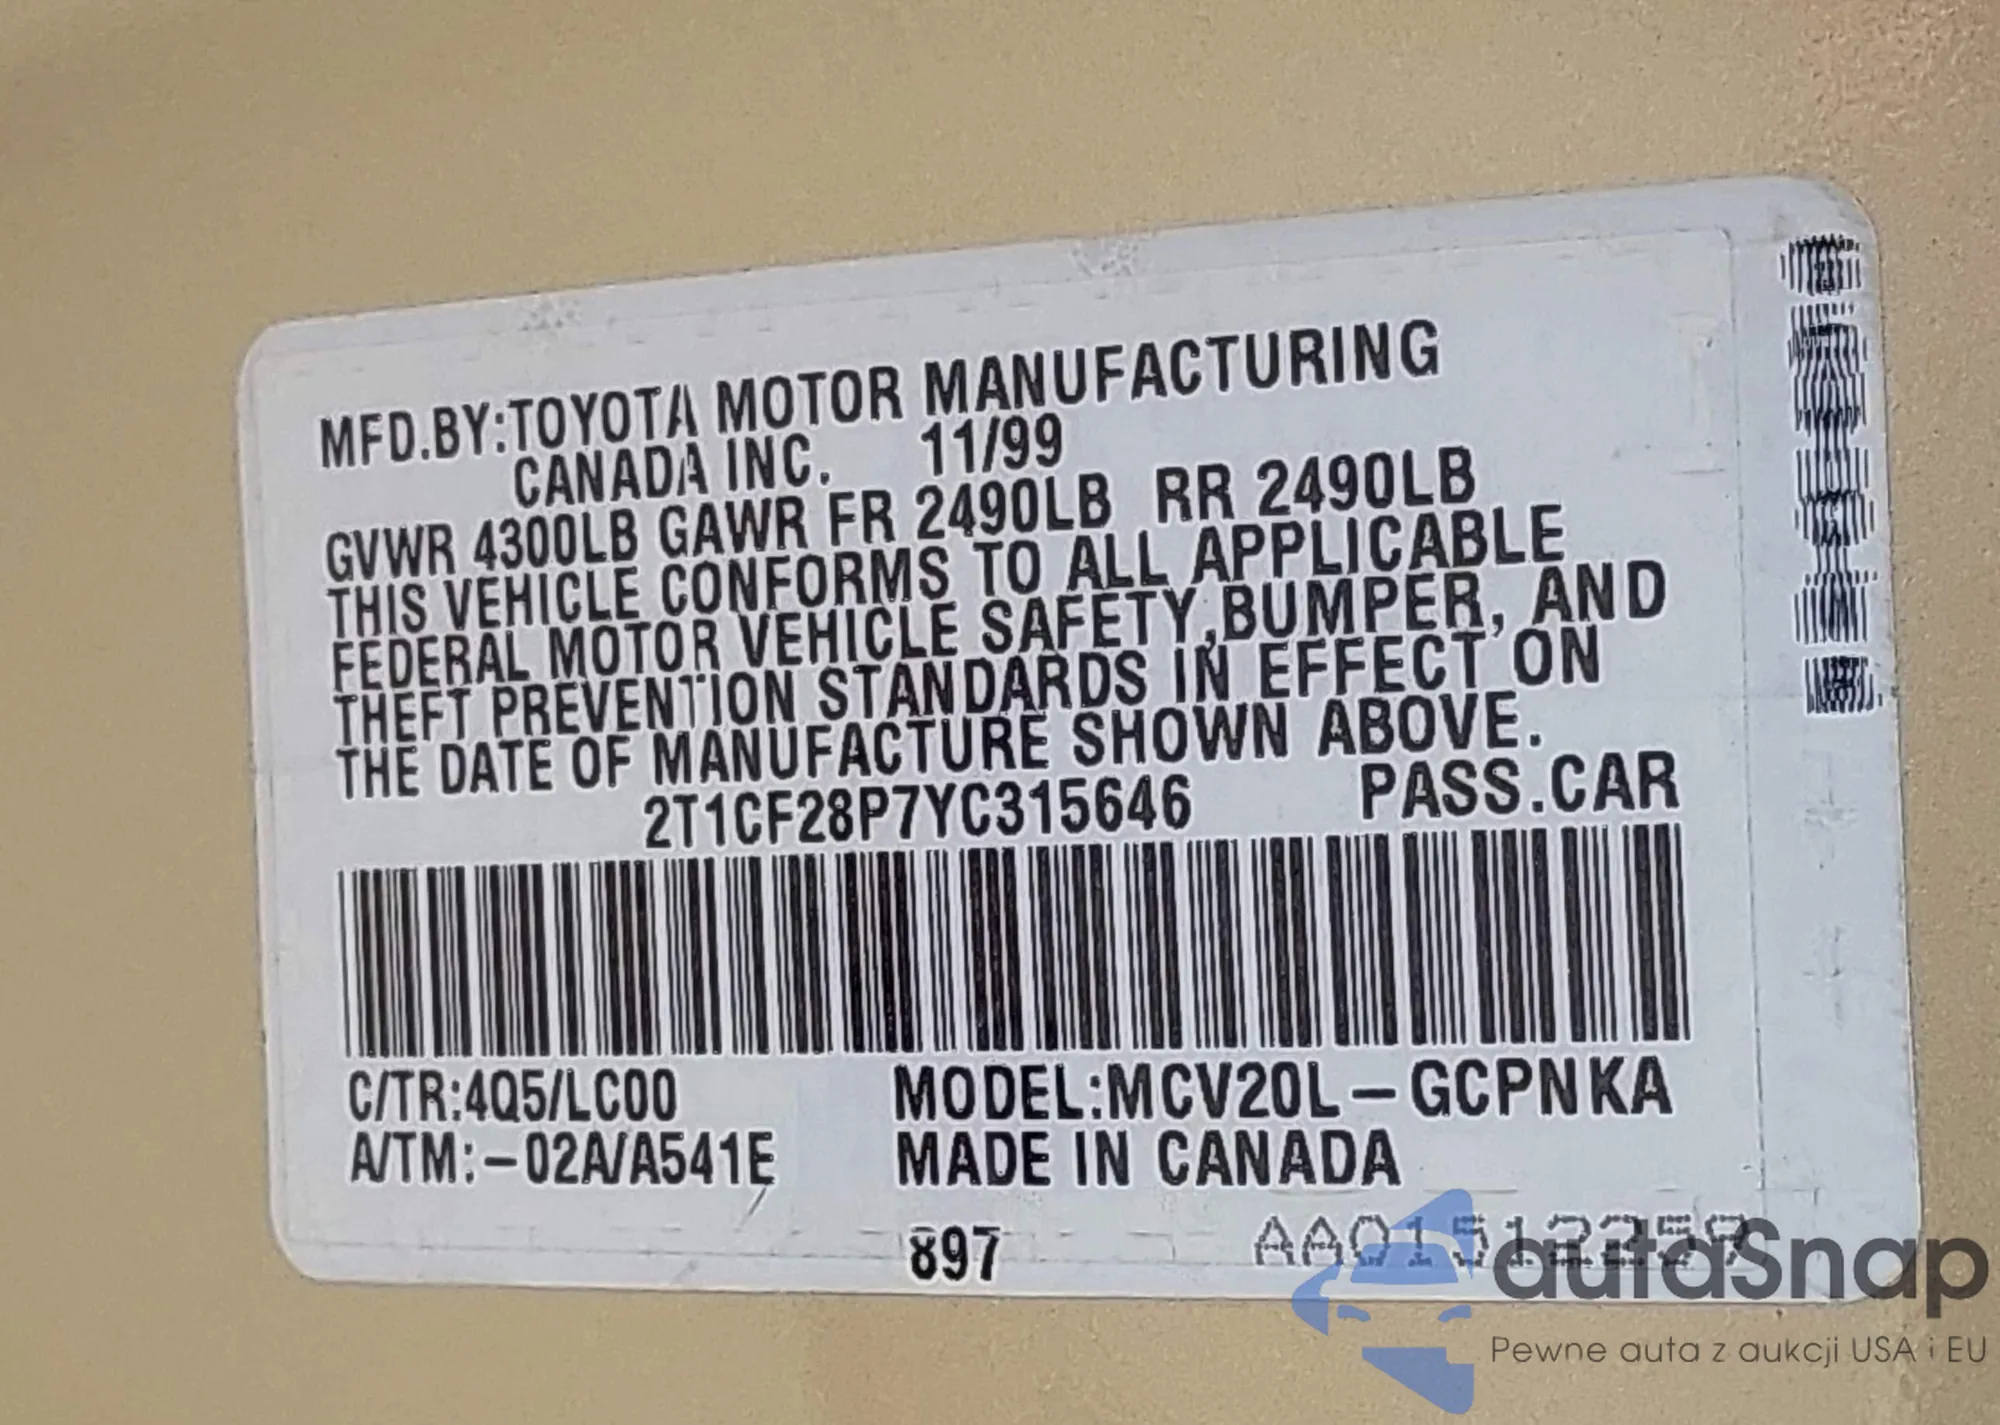 MFD.BY:TOYOTA MOTOR MANUFACTURING
CANADA INC. 11/99
GVWR 4300LB GAWR FR 2490LB RR 2490LB
THIS VEHICLE CONFORMS TO ALL APPLICABLE
FEDERAL MOTOR VEHICLE SAFETY,BUMPER, AND
THEFT PREVENTION STANDARDS IN EFFECT ON
THE DATE OF MANUFACTURE SHOWN ABOVE.
2T1CF28P7YC315646 PASS.CAR
C/TR:4Q5/LC00 MODEL:MCV20L-GCPNKA
A/TM:-02A/A541E MADE IN CANADA
897
autaSnap
Pewne auta z aukcji USA i EU